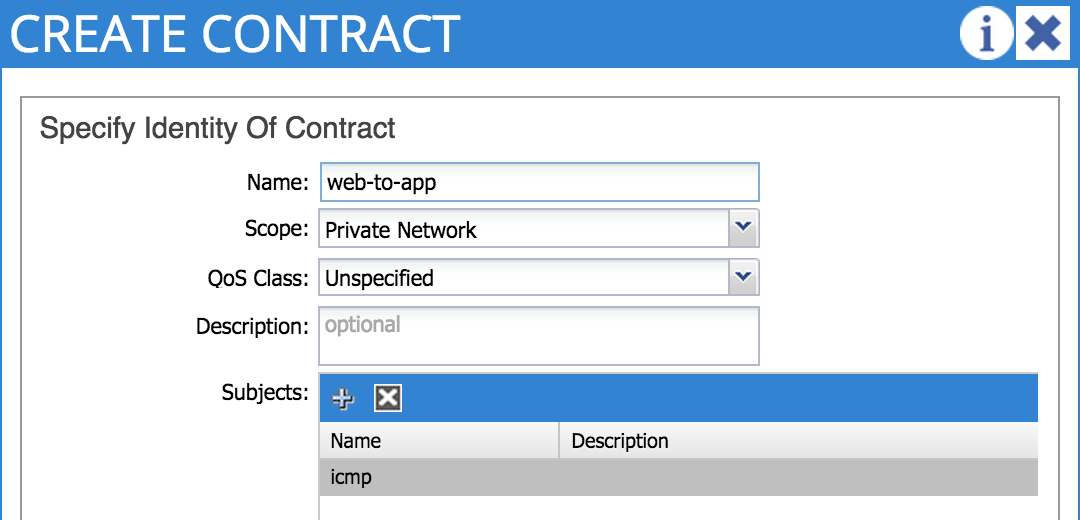 CREATE CONTRACT
Specify Identity Of Contract
Name: web-to-app
Scope: Private Network
QoS Class: Unspecified
Description: optional
Subjects:
Name Description
icmp